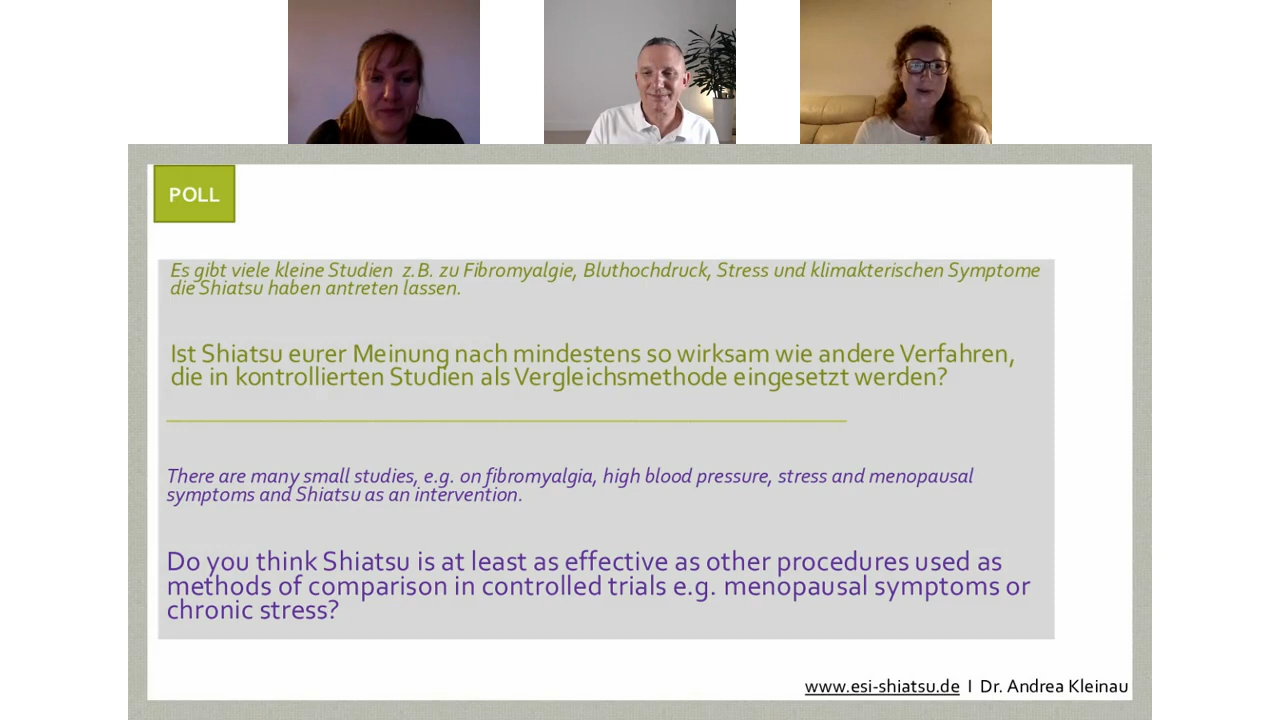 POLL
Es gibt viele kleine Studien z.B. zu Fibromyalgie, Bluthochdruck, Stress und klimakterischen Symptome
die Shiatsu haben antreten lassen.
Ist Shiatsu eurer Meinung nach mindestens so wirksam wie andere Verfahren,
die in kontrollierten Studien als Vergleichsmethode eingesetzt werden?
There are many small studies, e.g. on fibromyalgia, high blood pressure, stress and menopausal
symptoms and Shiatsu as an intervention.
Do you think Shiatsu is at least as effective as other procedures used as
methods of comparison in controlled trials e.g. menopausal symptoms or
chronic stress?
www.esi-shiatsu.de I Dr. Andrea Kleinau